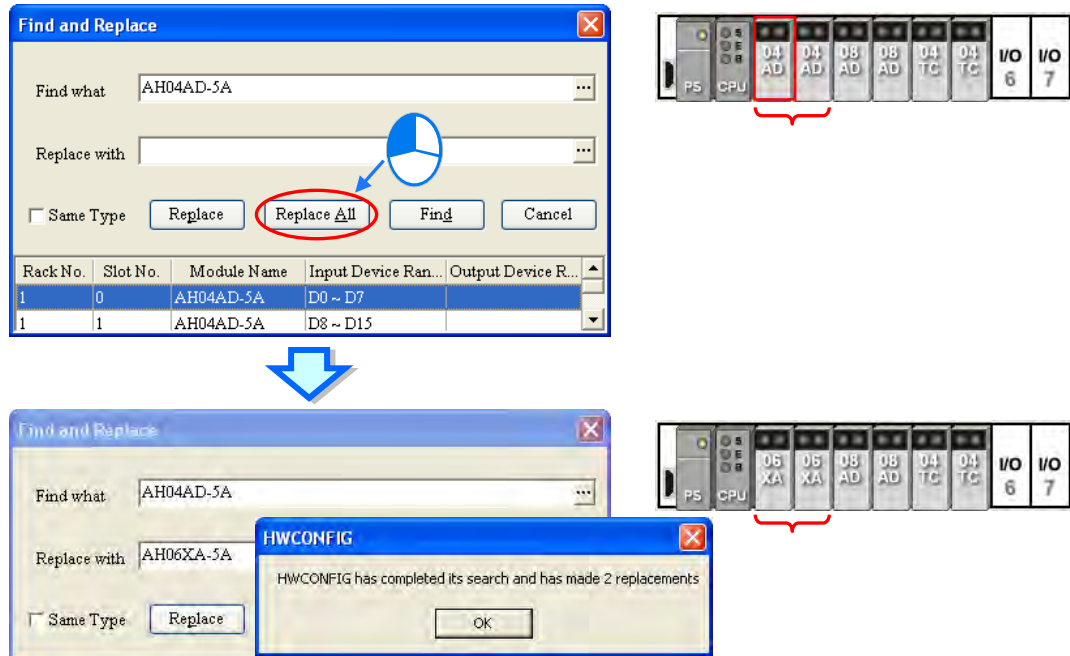 Find and Replace
Find what AH04AD-5A ...
Replace with ...
Same Type Replace Replace All Find Cancel
Rack No. Slot No. Module Name Input Device Ran... Output Device R...
1 0 AH04AD-5A D0 ~ D7
1 1 AH04AD-5A D8 ~ D15
PS CPU S E B 04 AD 04 AD 08 AD 08 AD 04 TC 04 TC I/O 6 I/O 7
Find and Replace
Find what AH04AD-5A ...
Replace with AH06XA-5A
Same Type Replace
HWCONFIG
HWCONFIG has completed its search and has made 2 replacements
OK
PS CPU S E B 06 XA 06 XA 08 AD 08 AD 04 TC 04 TC I/O 6 I/O 7